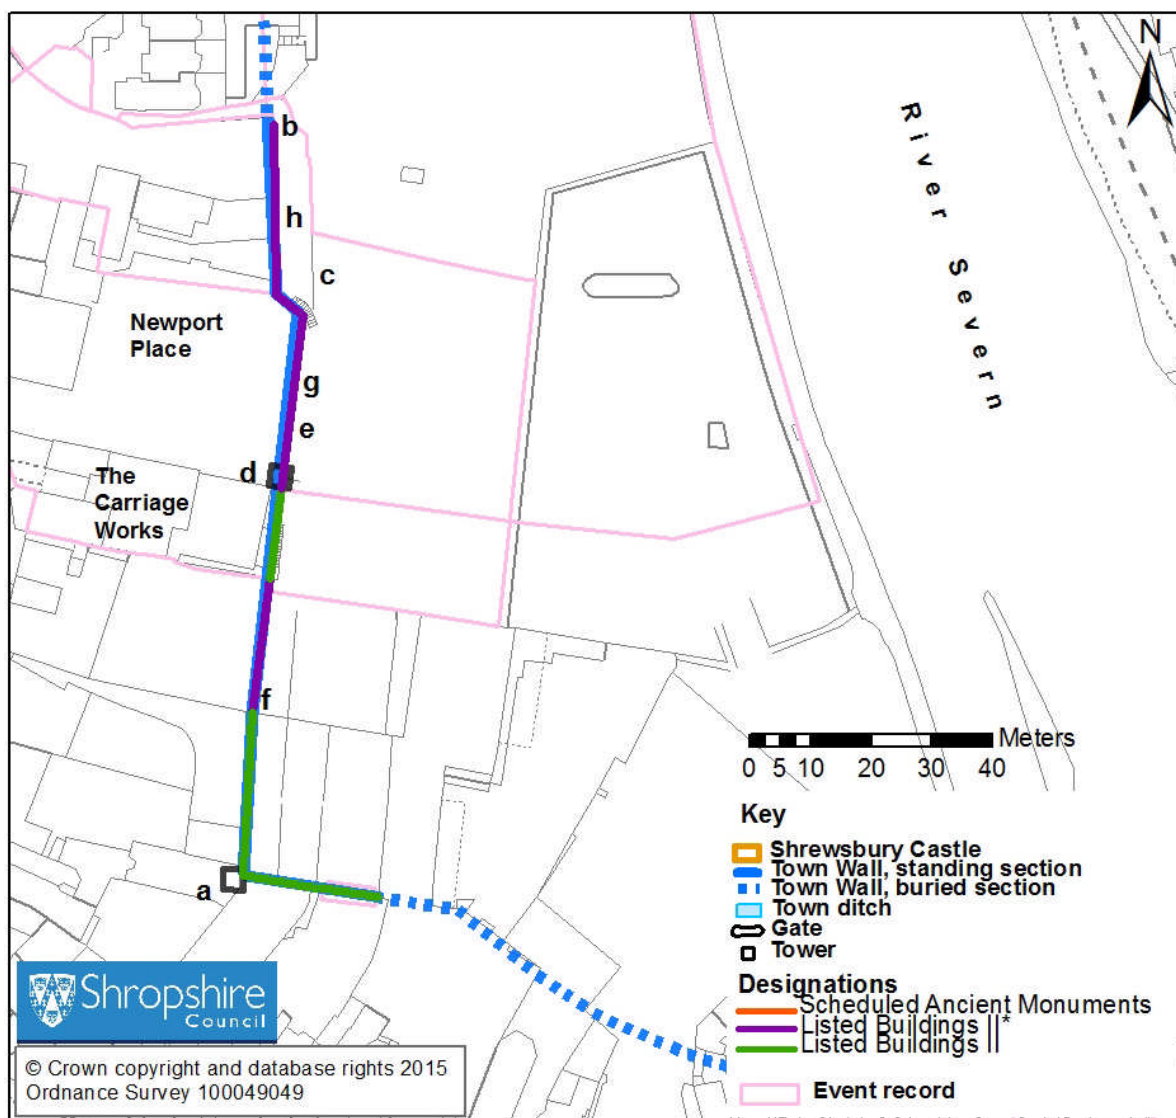 N
b
River Severn
h
c
Newport
Place
g
e
d
The
Carriage
Works
f
Meters
0 5 10 20 30 40
Key
Shrewsbury Castle
Town Wall, standing section
Town Wall, buried section
Town ditch
Gate
Tower
a
Designations
Scheduled Ancient Monuments
Listed Buildings II*
Listed Buildings II
Event record
Shropshire
Council
© Crown copyright and database rights 2015
Ordnance Survey 100049049